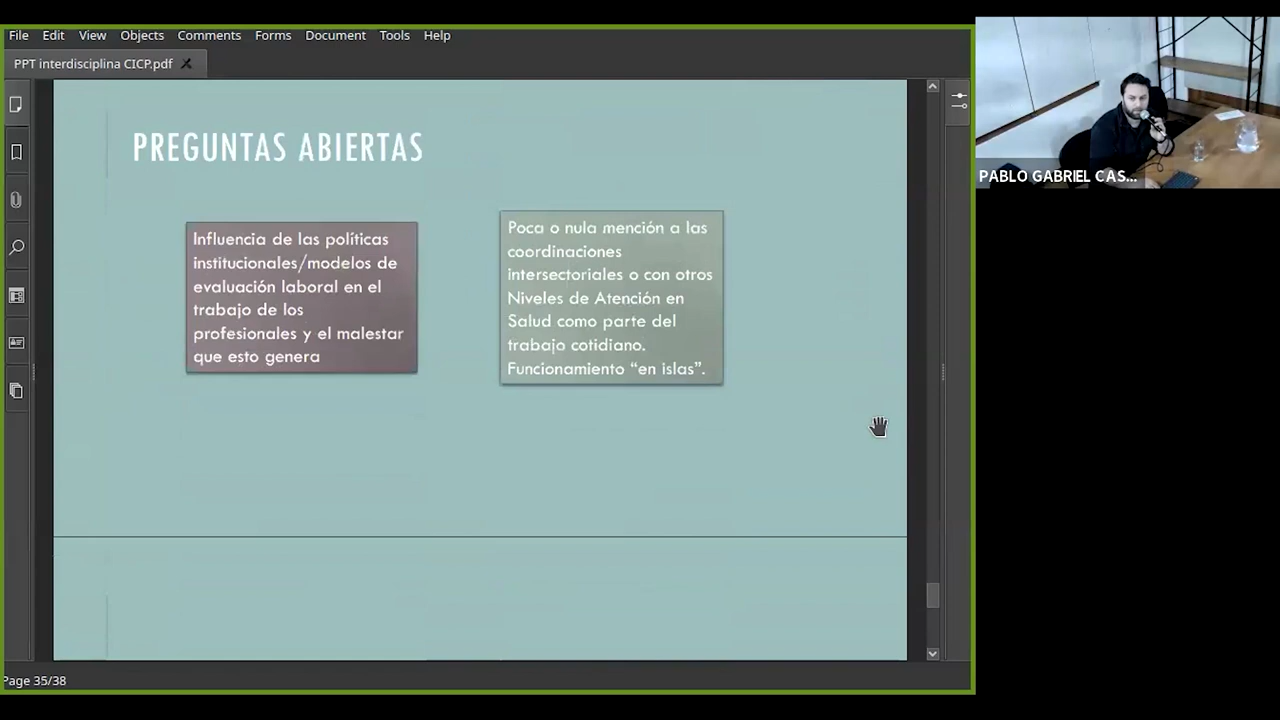 File Edit View Objects Comments Forms Document Tools Help
PPT interdisciplina CICP.pdf
PREGUNTAS ABIERTAS
Influencia de las políticas
institucionales/modelos de
evaluación laboral en el
trabajo de los
profesionales y el malestar
que esto genera
Poca o nula mención a las
coordinaciones
intersectoriales o con otros
Niveles de Atención en
Salud como parte del
trabajo cotidiano.
Funcionamiento “en islas”.
Page 35/38
PABLO GABRIEL CAS...